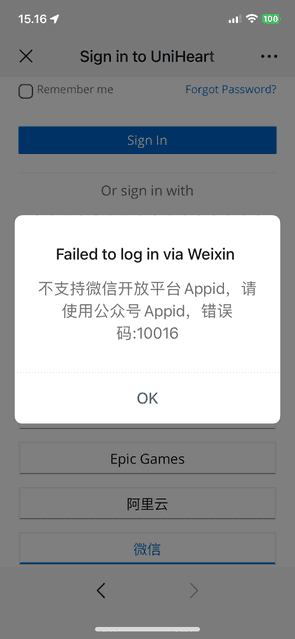 15.16
100
Sign in to UniHeart
Remember me
Forgot Password?
Sign In
Or sign in with
Failed to log in via Weixin
不支持微信开放平台 Appid，请
使用公众号 Appid，错误
码:10016
OK
Epic Games
阿里云
微信